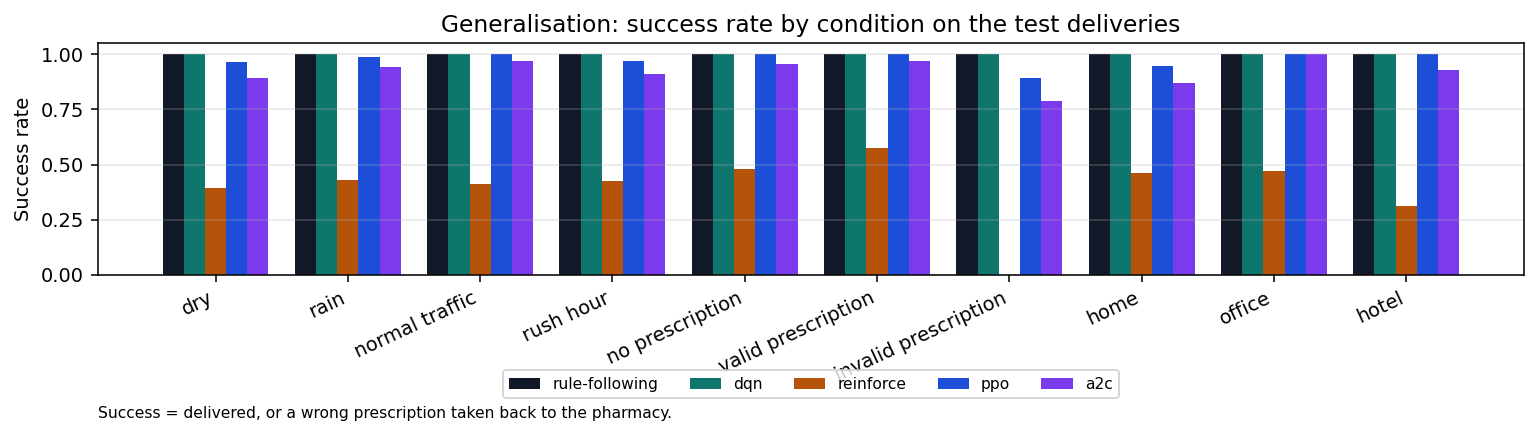 Generalisation: success rate by condition on the test deliveries
Success rate
1.00
0.75
0.50
0.25
0.00
dry
rain
normal traffic
rush hour
no prescription
valid prescription
invalid prescription
home
office
hotel
rule-following
dqn
reinforce
ppo
a2c
Success = delivered, or a wrong prescription taken back to the pharmacy.